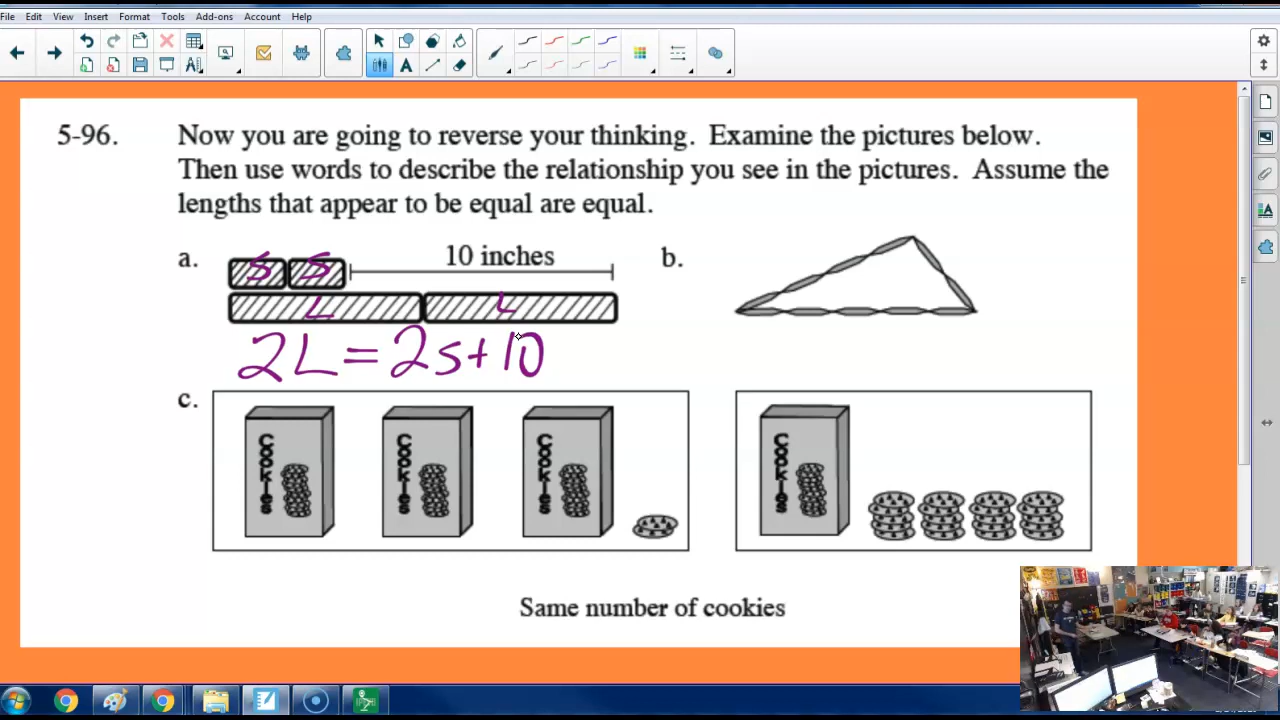 File Edit View Insert Format Tools Add-ons Account Help
5-96. Now you are going to reverse your thinking. Examine the pictures below.
Then use words to describe the relationship you see in the pictures. Assume the
lengths that appear to be equal are equal.
a. 10 inches b.
S S
L L
2L = 2s + 10
c.
Cookies Cookies Cookies Cookies
Same number of cookies